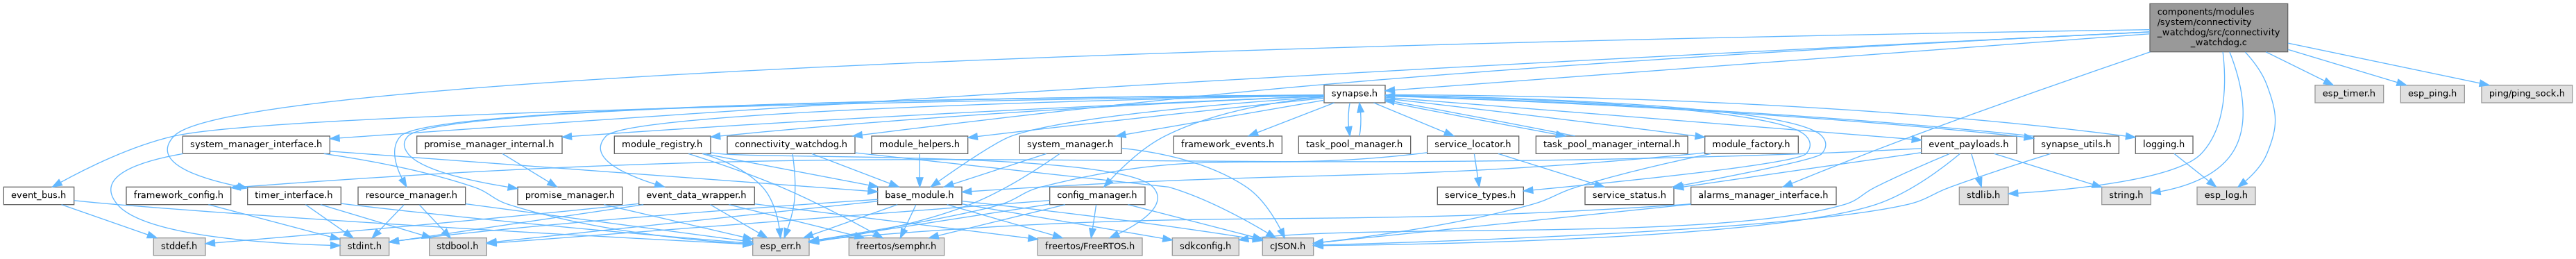 components/modules
/system/connectivity
_watchdog/src/connectivity
_watchdog.c
synapse.h
esp_timer.h
esp_ping.h
ping/ping_sock.h
system_manager_interface.h
promise_manager_internal.h
module_registry.h
connectivity_watchdog.h
module_helpers.h
system_manager.h
framework_events.h
task_pool_manager.h
service_locator.h
task_pool_manager_internal.h
module_factory.h
event_payloads.h
synapse_utils.h
logging.h
event_bus.h
framework_config.h
timer_interface.h
resource_manager.h
promise_manager.h
event_data_wrapper.h
base_module.h
config_manager.h
service_types.h
service_status.h
alarms_manager_interface.h
stdlib.h
string.h
esp_log.h
stddef.h
stdint.h
stdbool.h
esp_err.h
freertos/semphr.h
freertos/FreeRTOS.h
sdkconfig.h
cJSON.h